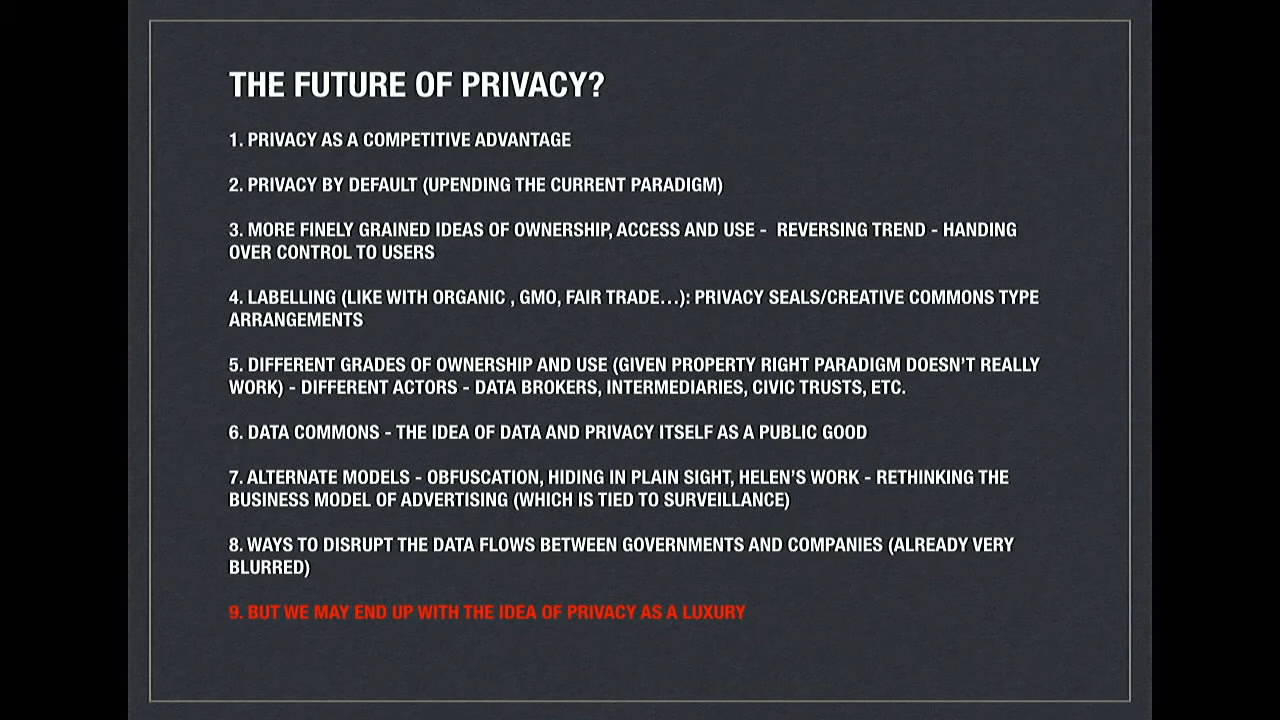 THE FUTURE OF PRIVACY?
1. PRIVACY AS A COMPETITIVE ADVANTAGE
2. PRIVACY BY DEFAULT (UPENDING THE CURRENT PARADIGM)
3. MORE FINELY GRAINED IDEAS OF OWNERSHIP, ACCESS AND USE -  REVERSING TREND - HANDING
OVER CONTROL TO USERS
4. LABELLING (LIKE WITH ORGANIC , GMO, FAIR TRADE…): PRIVACY SEALS/CREATIVE COMMONS TYPE
ARRANGEMENTS
5. DIFFERENT GRADES OF OWNERSHIP AND USE (GIVEN PROPERTY RIGHT PARADIGM DOESN’T REALLY
WORK) - DIFFERENT ACTORS - DATA BROKERS, INTERMEDIARIES, CIVIC TRUSTS, ETC.
6. DATA COMMONS - THE IDEA OF DATA AND PRIVACY ITSELF AS A PUBLIC GOOD
7. ALTERNATE MODELS - OBFUSCATION, HIDING IN PLAIN SIGHT, HELEN’S WORK - RETHINKING THE
BUSINESS MODEL OF ADVERTISING (WHICH IS TIED TO SURVEILLANCE)
8. WAYS TO DISRUPT THE DATA FLOWS BETWEEN GOVERNMENTS AND COMPANIES (ALREADY VERY
BLURRED)
9. BUT WE MAY END UP WITH THE IDEA OF PRIVACY AS A LUXURY